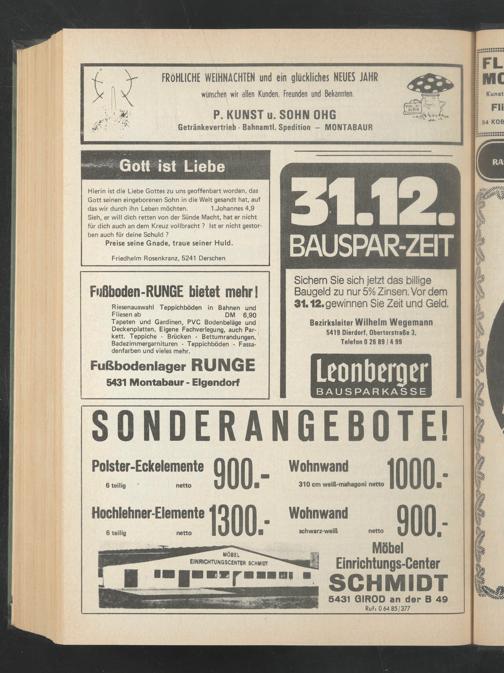 FRÖHLICHE WEIHNACHTEN und ein glückliches NEUES JAHR
wünschen wir allen Kunden, Freunden und Bekannten.
P. KUNST u. SOHN OHG
Getränkevertrieb · Bahnamtl. Spedition – MONTABAUR
Gott ist Liebe
Hierin ist die Liebe Gottes zu uns geoffenbart worden, das
Gott seinen eingeborenen Sohn in die Welt gesandt hat, auf
das wir durch ihn Leben möchten. 1.Johannes 4,9
Sieh, er will dich retten von der Sünde Macht, hat er nicht
für dich auch an dem Kreuz vollbracht ? Ist er nicht gestor-
ben auch für deine Schuld ?
Preise seine Gnade, traue seiner Huld.
Friedhelm Rosenkranz, 5241 Derschen
31.12.
BAUSPAR-ZEIT
Sichern Sie sich jetzt das billige
Baugeld zu nur 5% Zinsen. Vor dem
31.12. gewinnen Sie Zeit und Geld.
Bezirksleiter Wilhelm Wegemann
5419 Dierdorf, Obertorstraße 3,
Telefon 0 26 89 / 4 99
Leonberger
BAUSPARKASSE
Fußboden-RUNGE bietet mehr!
Riesenauswahl Teppichböden in Bahnen und
Fliesen ab DM 6,90
Tapeten und Gardinen, PVC Bodenbeläge und
Deckenplatten, Eigene Fachverlegung, auch Par-
kett. Teppiche - Brücken - Bettumrandungen,
Badezimmergarnituren - Teppichböden - Fassa-
denfarben und vieles mehr.
Fußbodenlager RUNGE
5431 Montabaur - Elgendorf
SONDERANGEBOTE!
Polster-Eckelemente 900.-
6 teilig netto
Wohnwand 1000.-
310 cm weiß-mahagoni netto
Hochlehner-Elemente 1300.-
6 teilig netto
Wohnwand 900.-
schwarz-weiß netto
MÖBEL
EINRICHTUNGSCENTER SCHMIDT
Möbel
Einrichtungs-Center
SCHMIDT
5431 GIROD an der B 49
Ruf: 0 64 85/377
FL
MO
Kunst
Fli
54 KOB
RA